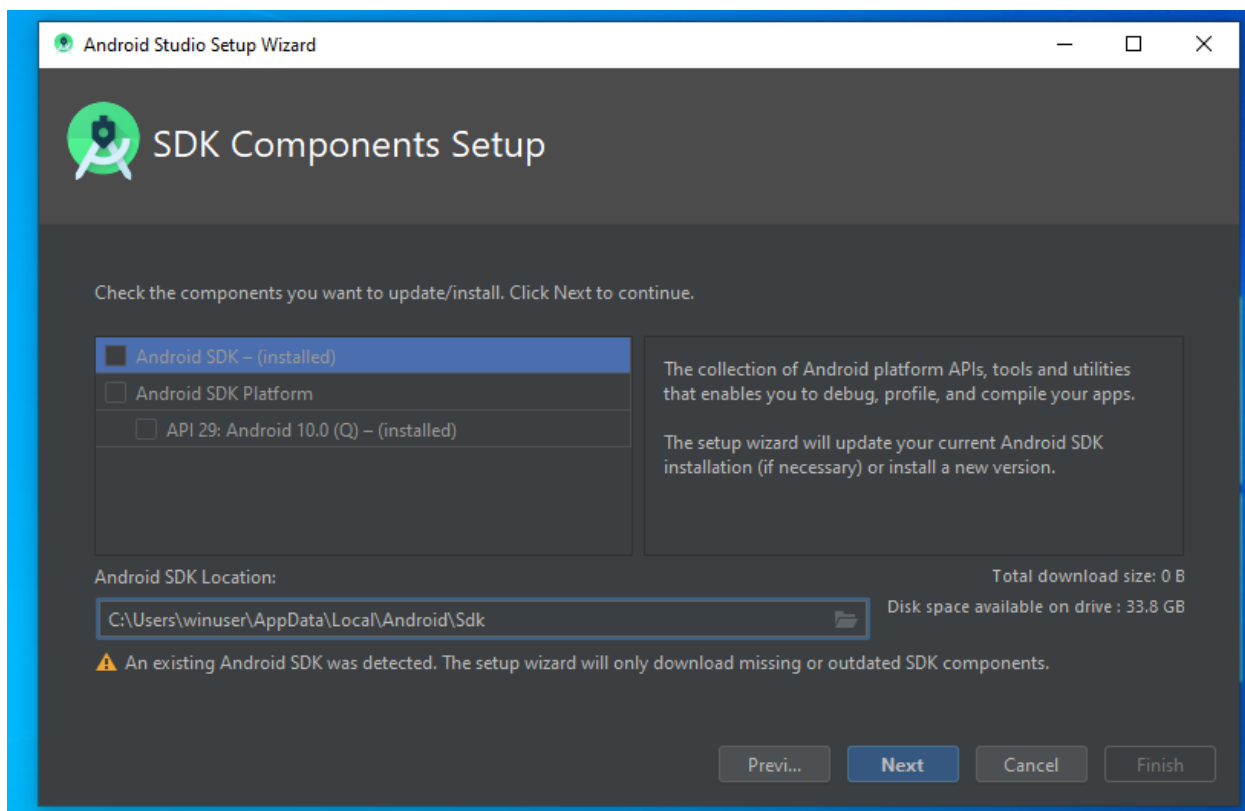 Android Studio Setup Wizard
SDK Components Setup
Check the components you want to update/install. Click Next to continue.
Android SDK – (installed)
Android SDK Platform
API 29: Android 10.0 (Q) – (installed)
The collection of Android platform APIs, tools and utilities
that enables you to debug, profile, and compile your apps.
The setup wizard will update your current Android SDK
installation (if necessary) or install a new version.
Android SDK Location:
Total download size: 0 B
C:\Users\winuser\AppData\Local\Android\Sdk
Disk space available on drive : 33.8 GB
An existing Android SDK was detected. The setup wizard will only download missing or outdated SDK components.
Previ...
Next
Cancel
Finish